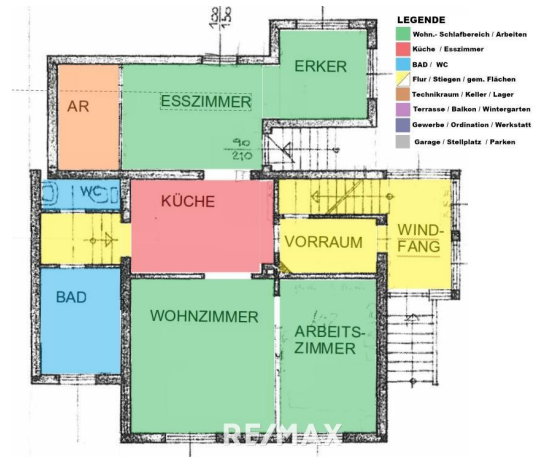 LEGENDE
Wohn.- Schlafbereich / Arbeiten
Küche / Esszimmer
BAD / WC
Flur / Stiegen / gem. Flächen
Technikraum / Keller / Lager
Terrasse / Balkon / Wintergarten
Gewerbe / Ordination / Werkstatt
Garage / Stellplatz / Parken
100
150
ERKER
AR
ESSZIMMER
90
210
WC
KÜCHE
VORRAUM
WIND-
FANG
BAD
WOHNZIMMER
ARBEITS-
ZIMMER
RE/MAX